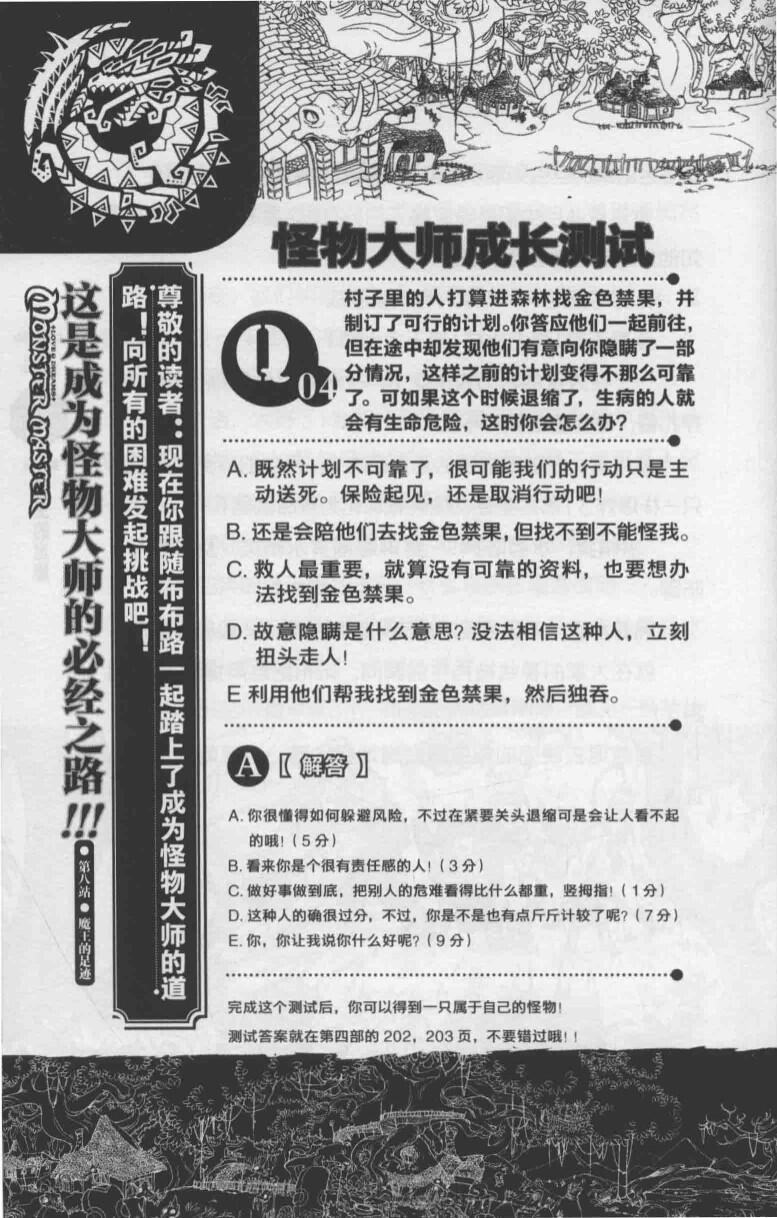 怪物大师成长测试
Q
04
村子里的人打算进森林找金色禁果，并
制订了可行的计划。你答应他们一起前往，
但在途中却发现他们有意向你隐瞒了一部
分情况，这样之前的计划变得不那么可靠
了。可如果这个时候退缩了，生病的人就
会有生命危险，这时你会怎么办？
A. 既然计划不可靠了，很可能我们的行动只是主
动送死。保险起见，还是取消行动吧！
B. 还是会陪他们去找金色禁果，但找不到不能怪我。
C. 救人最重要，就算没有可靠的资料，也要想办
法找到金色禁果。
D. 故意隐瞒是什么意思？没法相信这种人，立刻
扭头走人！
E 利用他们帮我找到金色禁果，然后独吞。
A【解答】
A. 你很懂得如何躲避风险，不过在紧要关头退缩可是会让人看不起
的哦！（5分）
B. 看来你是个很有责任感的人！（3分）
C. 做好事做到底，把别人的危难看得比什么都重，竖拇指！（1分）
D. 这种人的确很过分，不过，你是不是也有点斤斤计较了呢？（7分）
E. 你，你让我说你什么好呢？（9分）
完成这个测试后，你可以得到一只属于自己的怪物！
测试答案就在第四部的202，203页，不要错过哦！！
尊敬的读者：现在你跟随布布路一起踏上了成为怪物大师的道
路！向所有的困难发起挑战吧！
这是成为怪物大师的必经之路!!!
●第八站●魔王的足迹
MONSTER MASTER